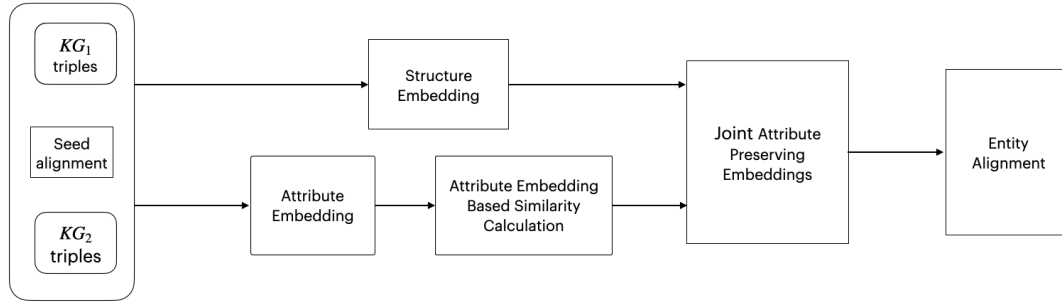 KG₁
triples
Seed
alignment
KG₂
triples
Structure
Embedding
Attribute
Embedding
Attribute Embedding
Based Similarity
Calculation
Joint Attribute
Preserving
Embeddings
Entity
Alignment